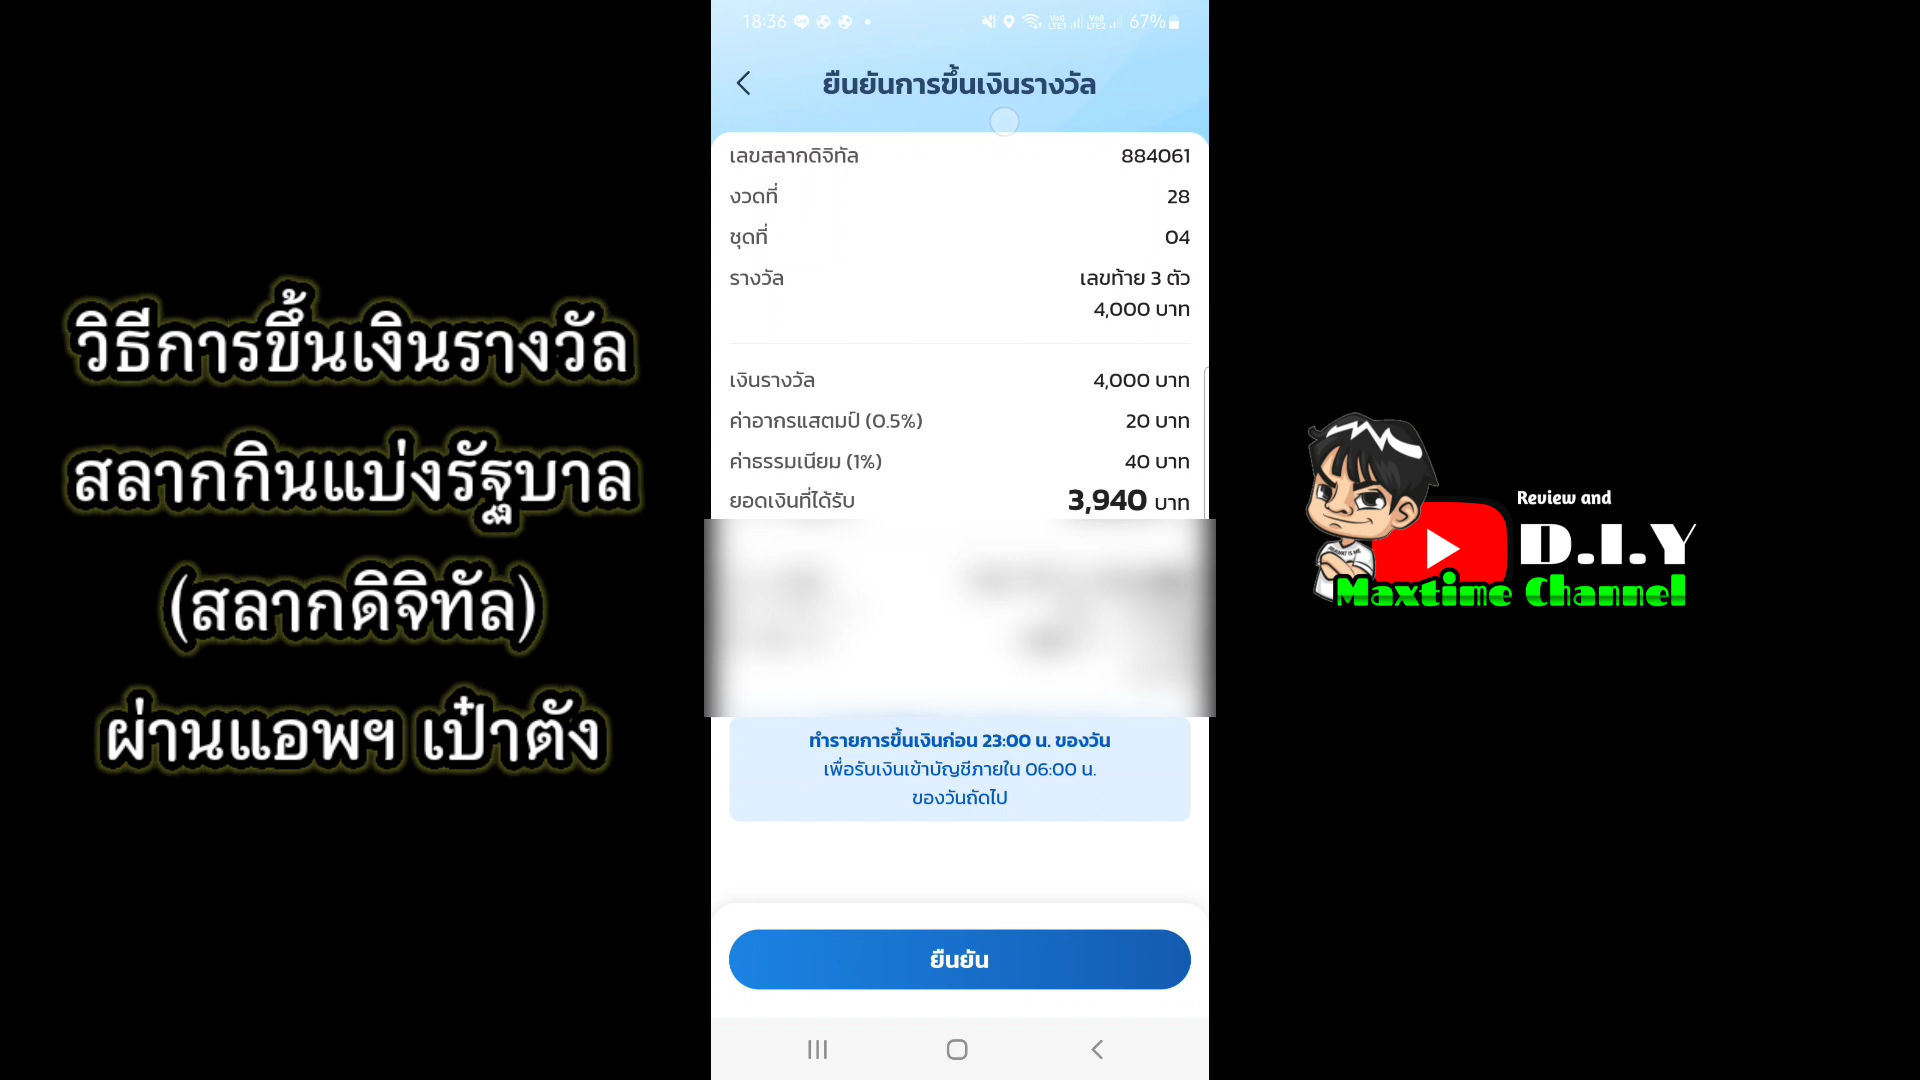 วิธีการขึ้นเงินรางวัล
สลากกินแบ่งรัฐบาล
(สลากดิจิทัล)
ผ่านแอพฯ เป๋าตัง
18:36
67%
ยืนยันการขึ้นเงินรางวัล
เลขสลากดิจิทัล 884061
งวดที่ 28
ชุดที่ 04
รางวัล เลขท้าย 3 ตัว
4,000 บาท
เงินรางวัล 4,000 บาท
ค่าอากรแสตมป์ (0.5%) 20 บาท
ค่าธรรมเนียม (1%) 40 บาท
ยอดเงินที่ได้รับ 3,940 บาท
ทำรายการขึ้นเงินก่อน 23:00 น. ของวัน
เพื่อรับเงินเข้าบัญชีภายใน 06:00 น.
ของวันถัดไป
ยืนยัน
Review and
D.I.Y
Maxtime Channel